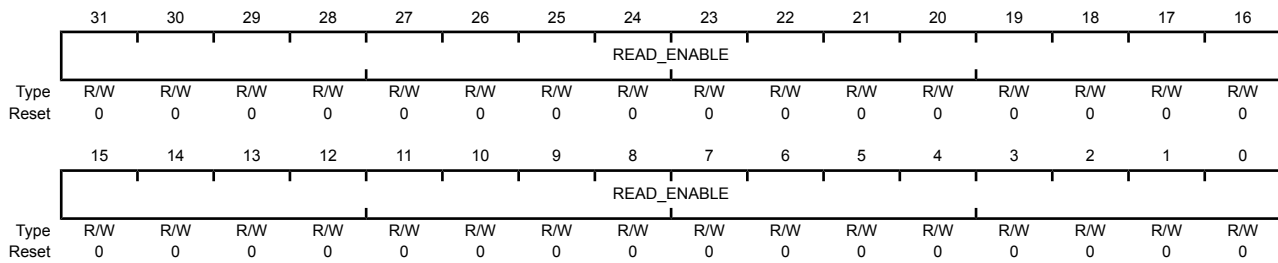 31 30 29 28 27 26 25 24 23 22 21 20 19 18 17 16
READ_ENABLE
Type R/W R/W R/W R/W R/W R/W R/W R/W R/W R/W R/W R/W R/W R/W R/W R/W
Reset 0 0 0 0 0 0 0 0 0 0 0 0 0 0 0 0
15 14 13 12 11 10 9 8 7 6 5 4 3 2 1 0
READ_ENABLE
Type R/W R/W R/W R/W R/W R/W R/W R/W R/W R/W R/W R/W R/W R/W R/W R/W
Reset 0 0 0 0 0 0 0 0 0 0 0 0 0 0 0 0